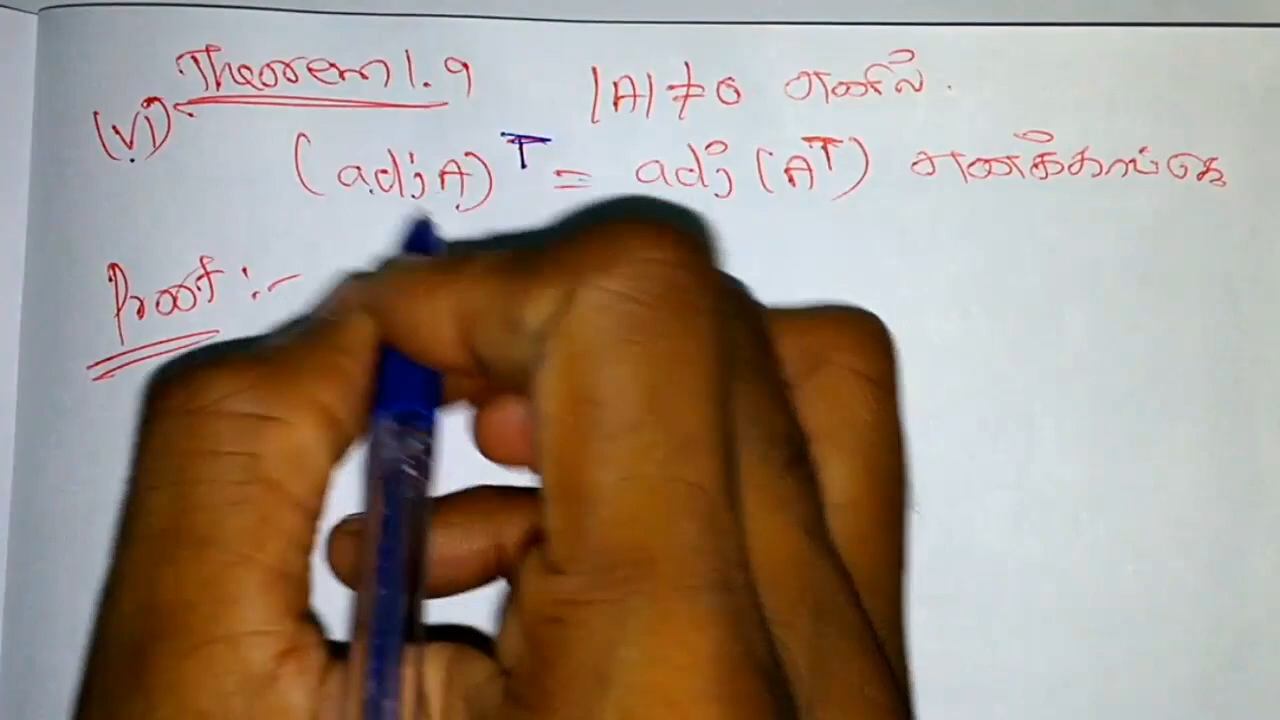 Theorem 1.9 |A| ≠ 0 எனில்.
(vi) (adj A)ᵀ = adj (Aᵀ) எனக்காட்டுக
Proof :-